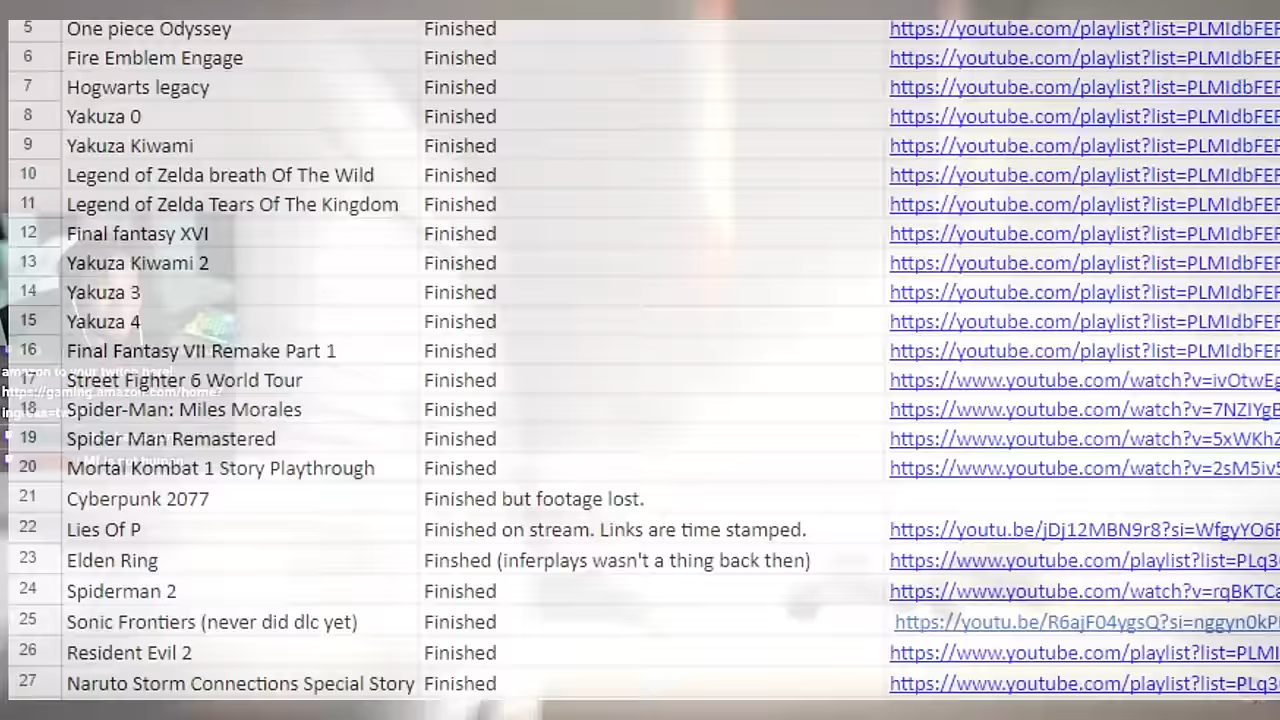 5 One piece Odyssey Finished https://youtube.com/playlist?list=PLMIdbFEF
6 Fire Emblem Engage Finished https://youtube.com/playlist?list=PLMIdbFEF
7 Hogwarts legacy Finished https://youtube.com/playlist?list=PLMIdbFEF
8 Yakuza 0 Finished https://youtube.com/playlist?list=PLMIdbFEF
9 Yakuza Kiwami Finished https://youtube.com/playlist?list=PLMIdbFEF
10 Legend of Zelda breath Of The Wild Finished https://youtube.com/playlist?list=PLMIdbFEF
11 Legend of Zelda Tears Of The Kingdom Finished https://youtube.com/playlist?list=PLMIdbFEF
12 Final fantasy XVI Finished https://youtube.com/playlist?list=PLMIdbFEF
13 Yakuza Kiwami 2 Finished https://youtube.com/playlist?list=PLMIdbFEF
14 Yakuza 3 Finished https://youtube.com/playlist?list=PLMIdbFEF
15 Yakuza 4 Finished https://youtube.com/playlist?list=PLMIdbFEF
16 Final Fantasy VII Remake Part 1 Finished https://youtube.com/playlist?list=PLMIdbFEF
amazon to your twitch here!
17 Street Fighter 6 World Tour Finished https://www.youtube.com/watch?v=ivOtwEg
https://gaming.amazon.com/home?
18 Spider-Man: Miles Morales Finished https://www.youtube.com/watch?v=7NZIYgB
19 Spider Man Remastered Finished https://www.youtube.com/watch?v=5xWKhZ
20 Mortal Kombat 1 Story Playthrough Finished https://www.youtube.com/watch?v=2sM5iv5
21 Cyberpunk 2077 Finished but footage lost.
22 Lies Of P Finished on stream. Links are time stamped. https://youtu.be/jDj12MBN9r8?si=WfgyYO6F
23 Elden Ring Finshed (inferplays wasn't a thing back then) https://www.youtube.com/playlist?list=PLq3
24 Spiderman 2 Finished https://www.youtube.com/watch?v=rqBKTCa
25 Sonic Frontiers (never did dlc yet) Finished https://youtu.be/R6ajF04ygsQ?si=nggyn0kP
26 Resident Evil 2 Finished https://www.youtube.com/playlist?list=PLMI
27 Naruto Storm Connections Special Story Finished https://www.youtube.com/playlist?list=PLq3